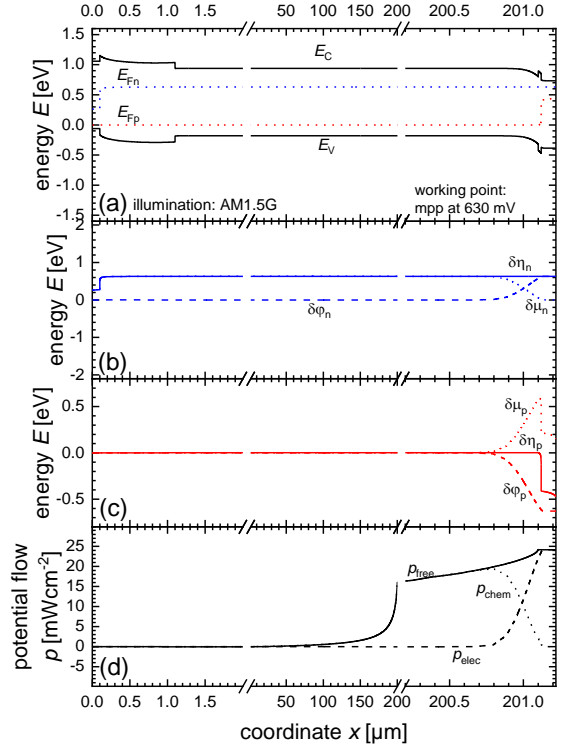 0.0 0.5 1.0 1.5 50 100 150 200 200.5 201.0
1.5
1.0
0.5
0.0
-0.5
-1.0
-1.5
energy E [eV]
E_C
E_Fn
E_Fp
E_V
(a) illumination: AM1.5G
working point:
mpp at 630 mV
2
1
0
-1
-2
energy E [eV]
δη_n
δφ_n
δμ_n
(b)
0.5
0.0
-0.5
energy E [eV]
δμ_p
δη_p
δφ_p
(c)
25
20
15
10
5
0
-5
potential flow
p [mWcm⁻²]
p_free
p_chem
p_elec
(d)
0.0 0.5 1.0 1.5 50 100 150 200 200.5 201.0
coordinate x [μm]